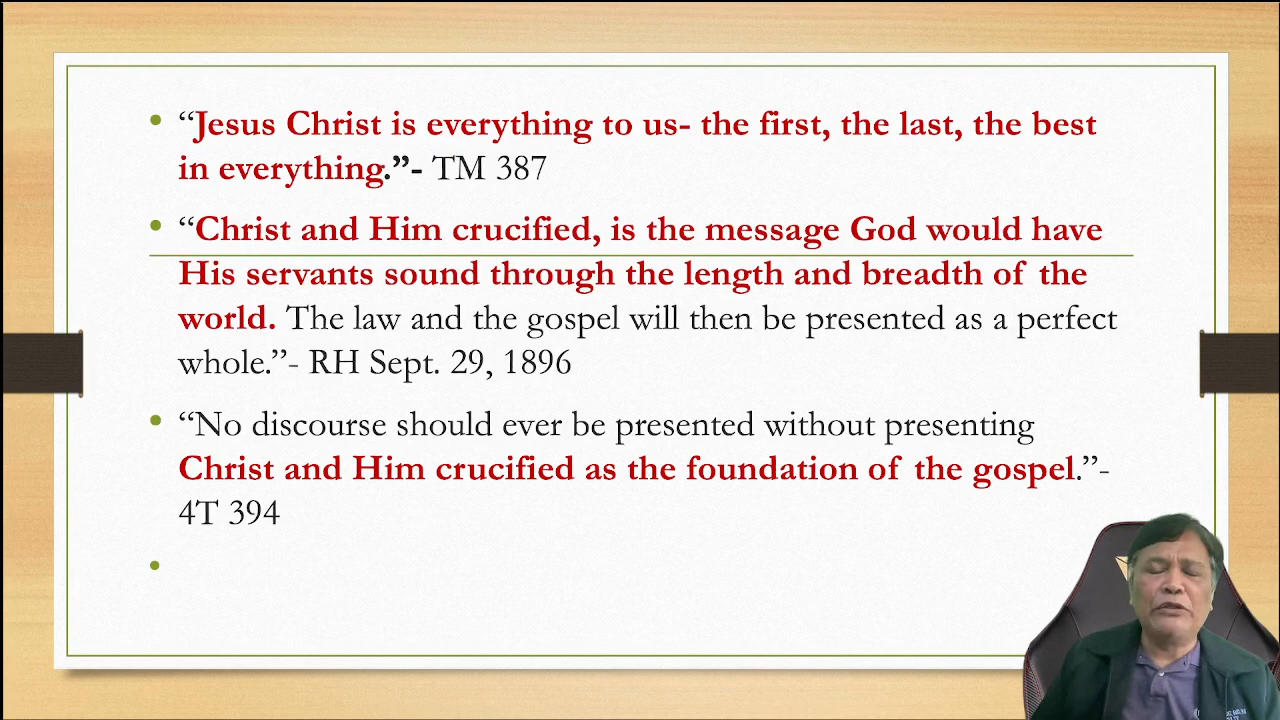 • “Jesus Christ is everything to us- the first, the last, the best
in everything.”- TM 387
• “Christ and Him crucified, is the message God would have
His servants sound through the length and breadth of the
world. The law and the gospel will then be presented as a perfect
whole.”- RH Sept. 29, 1896
• “No discourse should ever be presented without presenting
Christ and Him crucified as the foundation of the gospel.”-
4T 394
•